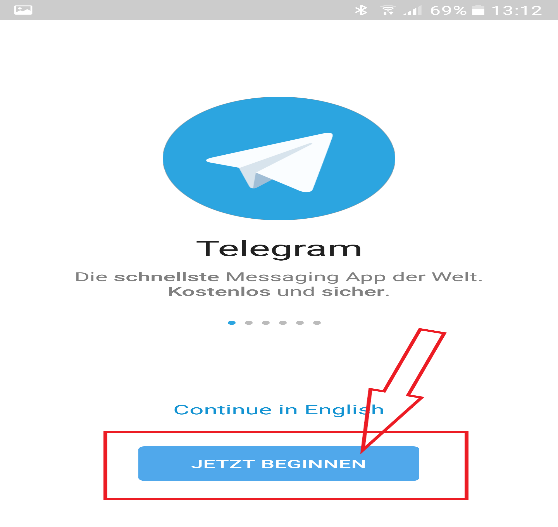 69% 13:12
Telegram
Die schnellste Messaging App der Welt.
Kostenlos und sicher.
Continue in English
JETZT BEGINNEN